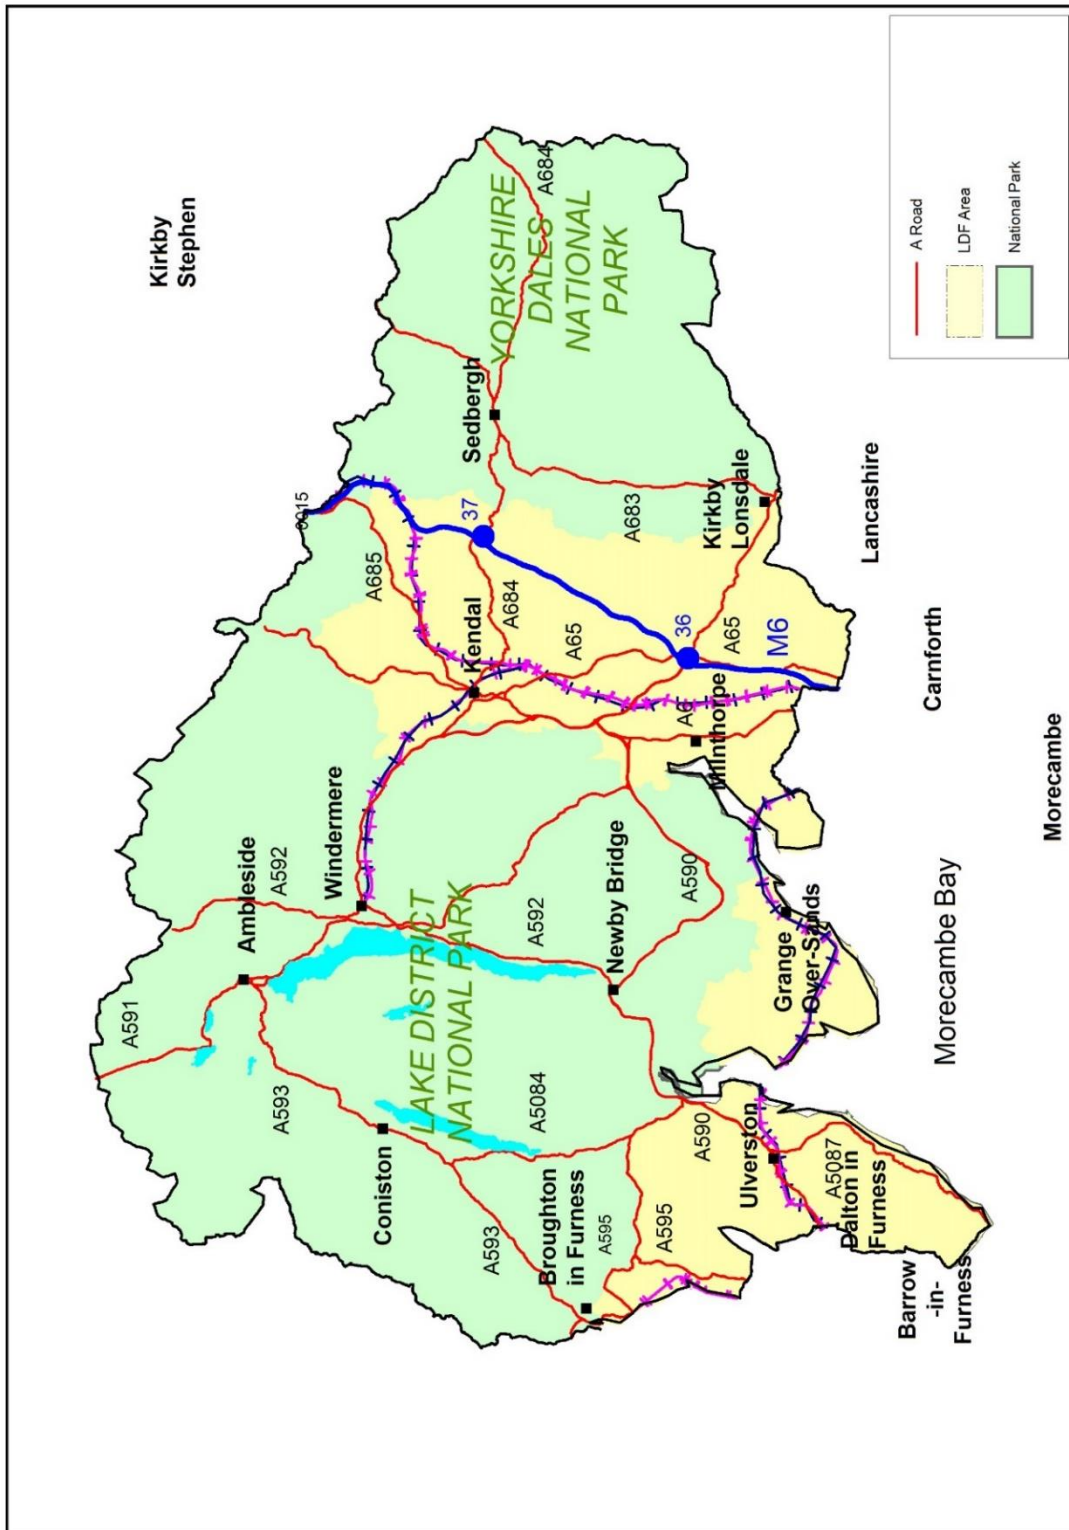 Kirkby
Stephen
A591
A592
Ambleside
A593
Windermere
Coniston
LAKE DISTRICT
NATIONAL PARK
A592
A5084
A593
Newby Bridge
A590
Broughton
in Furness
A595
A595
A590
Ulverston
A5087
Dalton in
Furness
Barrow
-in-
Furness
Grange
Over-Sands
Morecambe Bay
Morecambe
A685
Kendal
A684
37
A65
36
A65
M6
A6
Milnthorpe
Carnforth
Lancashire
Kirkby
Lonsdale
A683
Sedbergh
YORKSHIRE
DALES
NATIONAL
PARK
A684
A Road
LDF Area
National Park